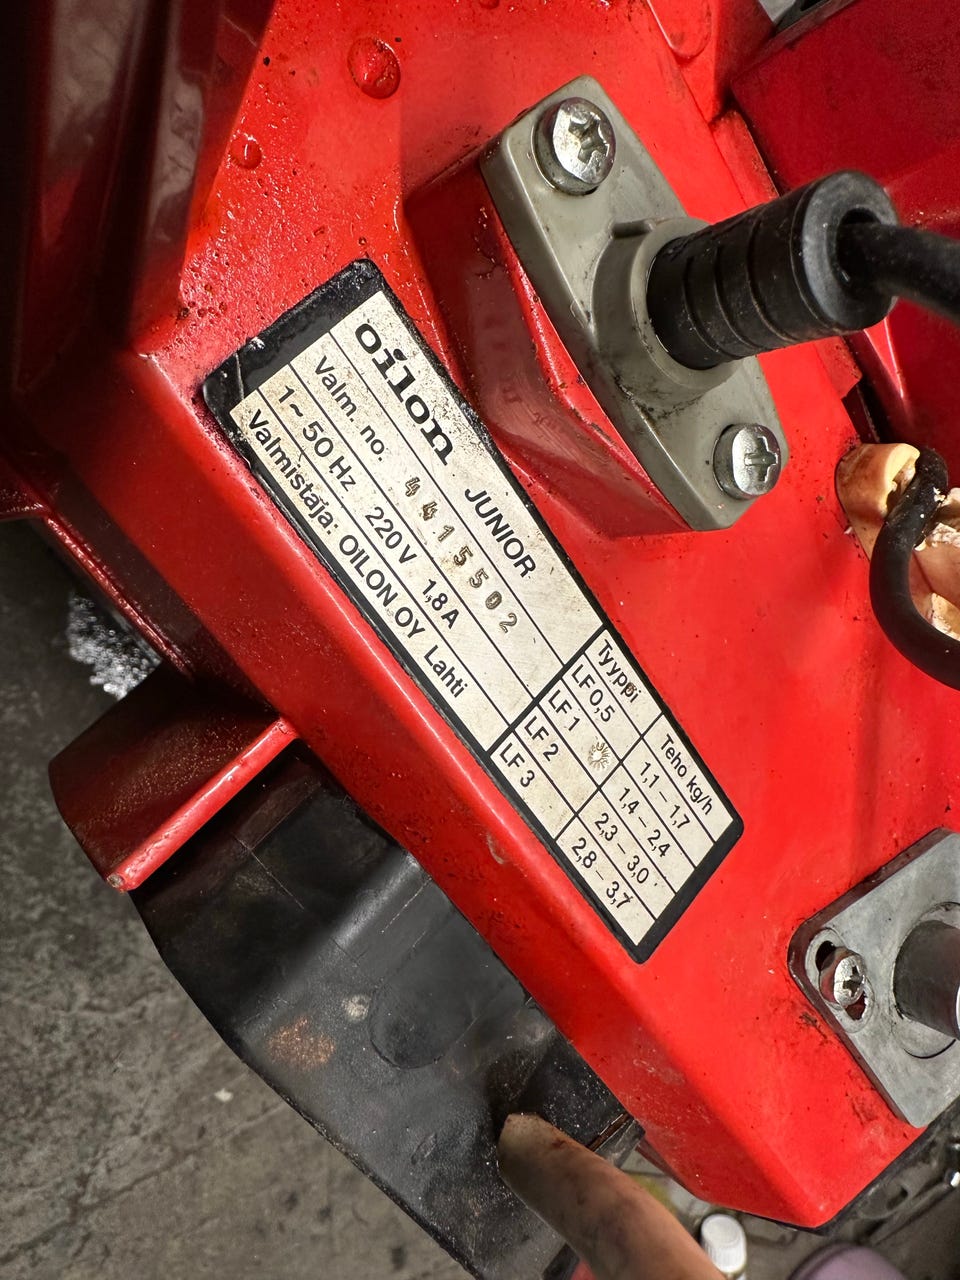 Oilon JUNIOR
Valm. no. 4415502
1~ 50 Hz 220 V 1,8 A
Valmistaja: OILON OY Lahti
Tyyppi Teho kg/h
LF 0,5 1,1 – 1,7
LF 1 1,4 – 2,4
LF 2 2,3 – 3,0
LF 3 2,8 – 3,7